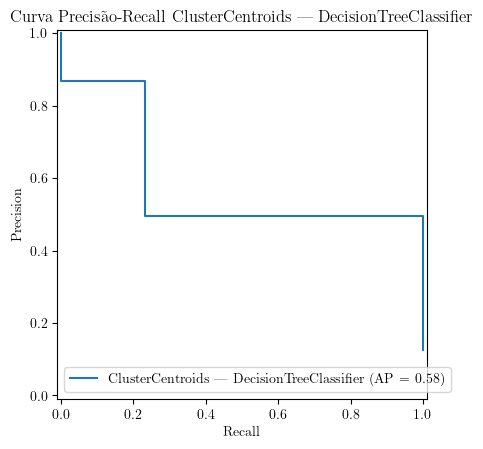 Curva Precisão-Recall ClusterCentroids — DecisionTreeClassifier
1.0
0.8
0.6
0.4
0.2
0.0
Precision
ClusterCentroids — DecisionTreeClassifier (AP = 0.58)
0.0 0.2 0.4 0.6 0.8 1.0
Recall